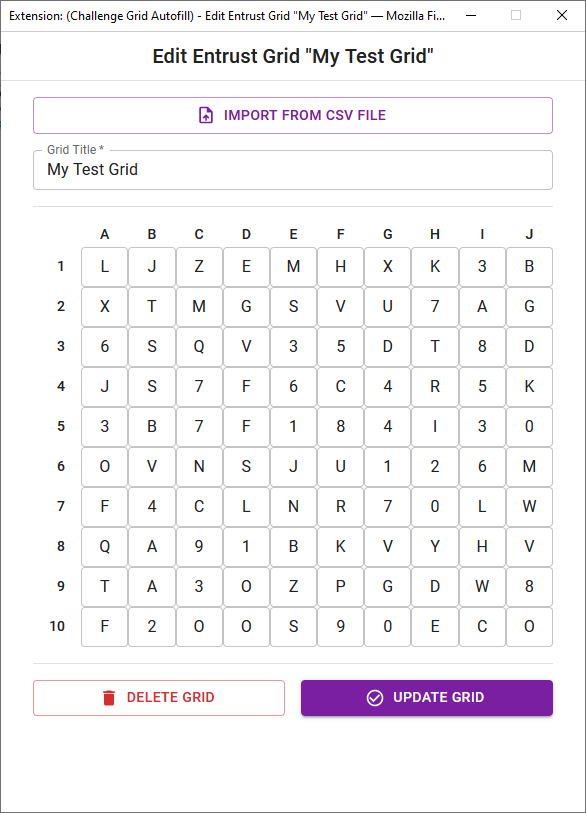 Extension: (Challenge Grid Autofill) - Edit Entrust Grid "My Test Grid" — Mozilla Fi...
Edit Entrust Grid "My Test Grid"
IMPORT FROM CSV FILE
Grid Title *
My Test Grid
A B C D E F G H I J
1 L J Z E M H X K 3 B
2 X T M G S V U 7 A G
3 6 S Q V 3 5 D T 8 D
4 J S 7 F 6 C 4 R 5 K
5 3 B 7 F 1 8 4 I 3 0
6 O V N S J U 1 2 6 M
7 F 4 C L N R 7 0 L W
8 Q A 9 1 B K V Y H V
9 T A 3 O Z P G D W 8
10 F 2 O O S 9 0 E C O
DELETE GRID
UPDATE GRID